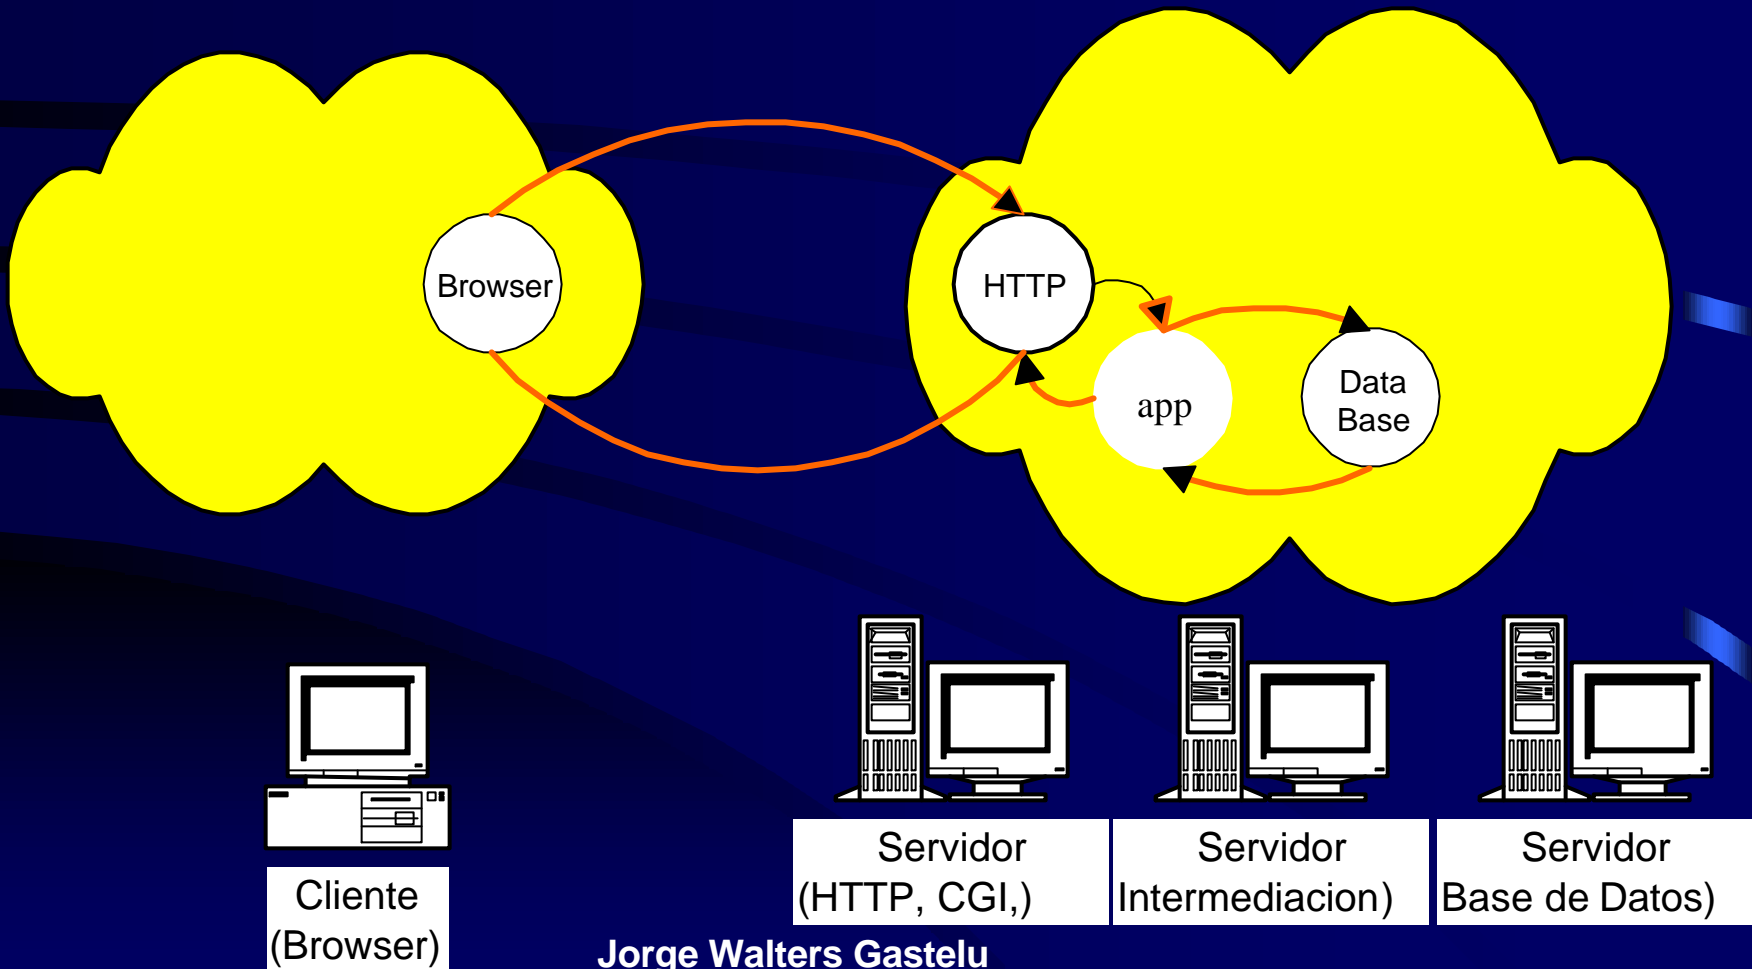 Browser
HTTP
app
Data
Base
Servidor
(HTTP, CGI,)
Servidor
Intermediacion)
Servidor
Base de Datos)
Cliente
(Browser)
Jorge Walters Gastelu